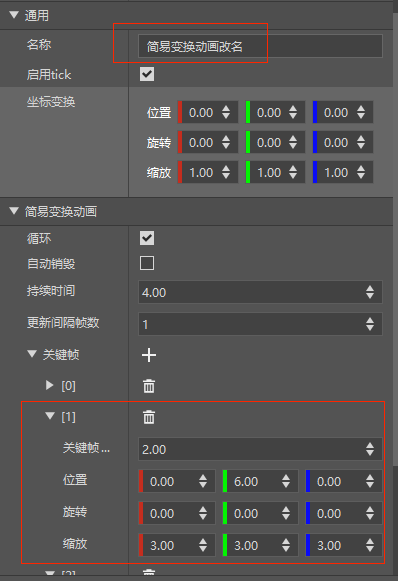 通用
名称 简易变换动画改名
启用tick
坐标变换 位置 0.00 0.00 0.00
旋转 0.00 0.00 0.00
缩放 1.00 1.00 1.00
简易变换动画
循环
自动销毁
持续时间 4.00
更新间隔帧数 1
关键帧
[0]
[1]
关键帧... 2.00
位置 0.00 6.00 0.00
旋转 0.00 0.00 0.00
缩放 3.00 3.00 3.00